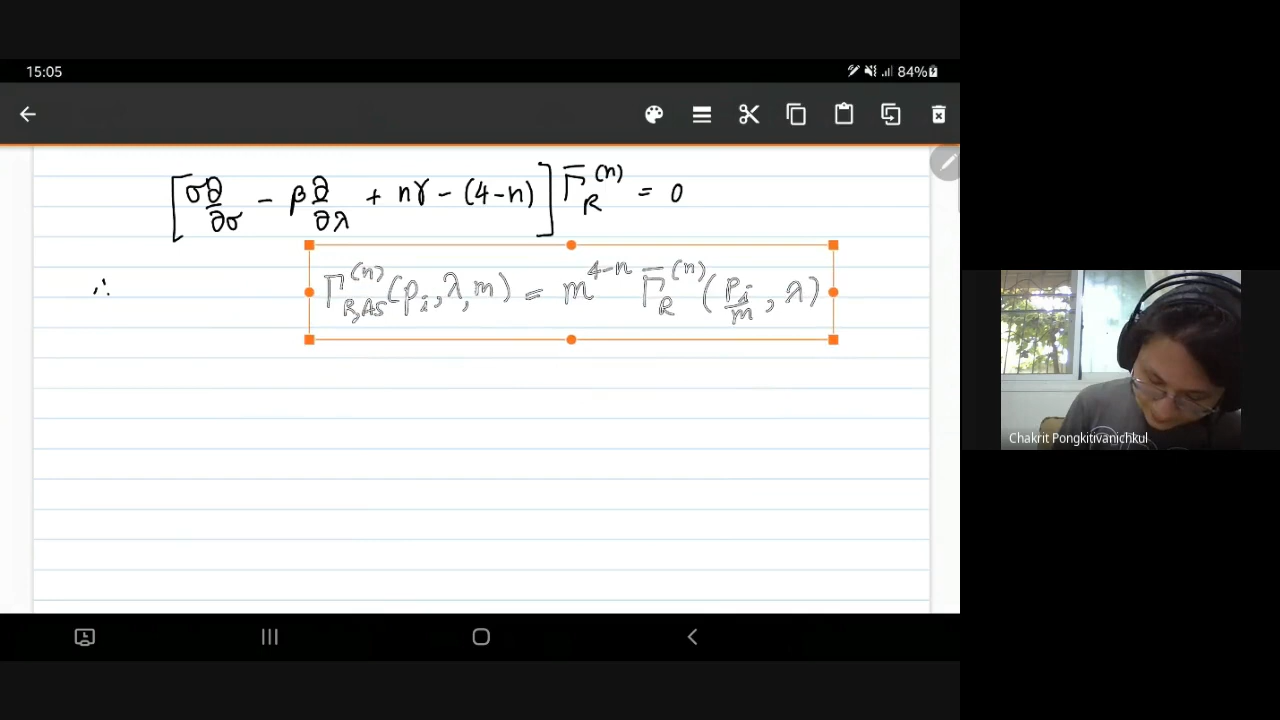 15:05
84%
[σ∂/∂σ − β∂/∂λ + nγ − (4−n)] Γ̅_R^(n) = 0
∴ Γ_R,AS^(n)(p_i, λ, m) = m^(4−n) Γ̅_R^(n)(p_i/m, λ)
Chakrit Pongkitivanichkul